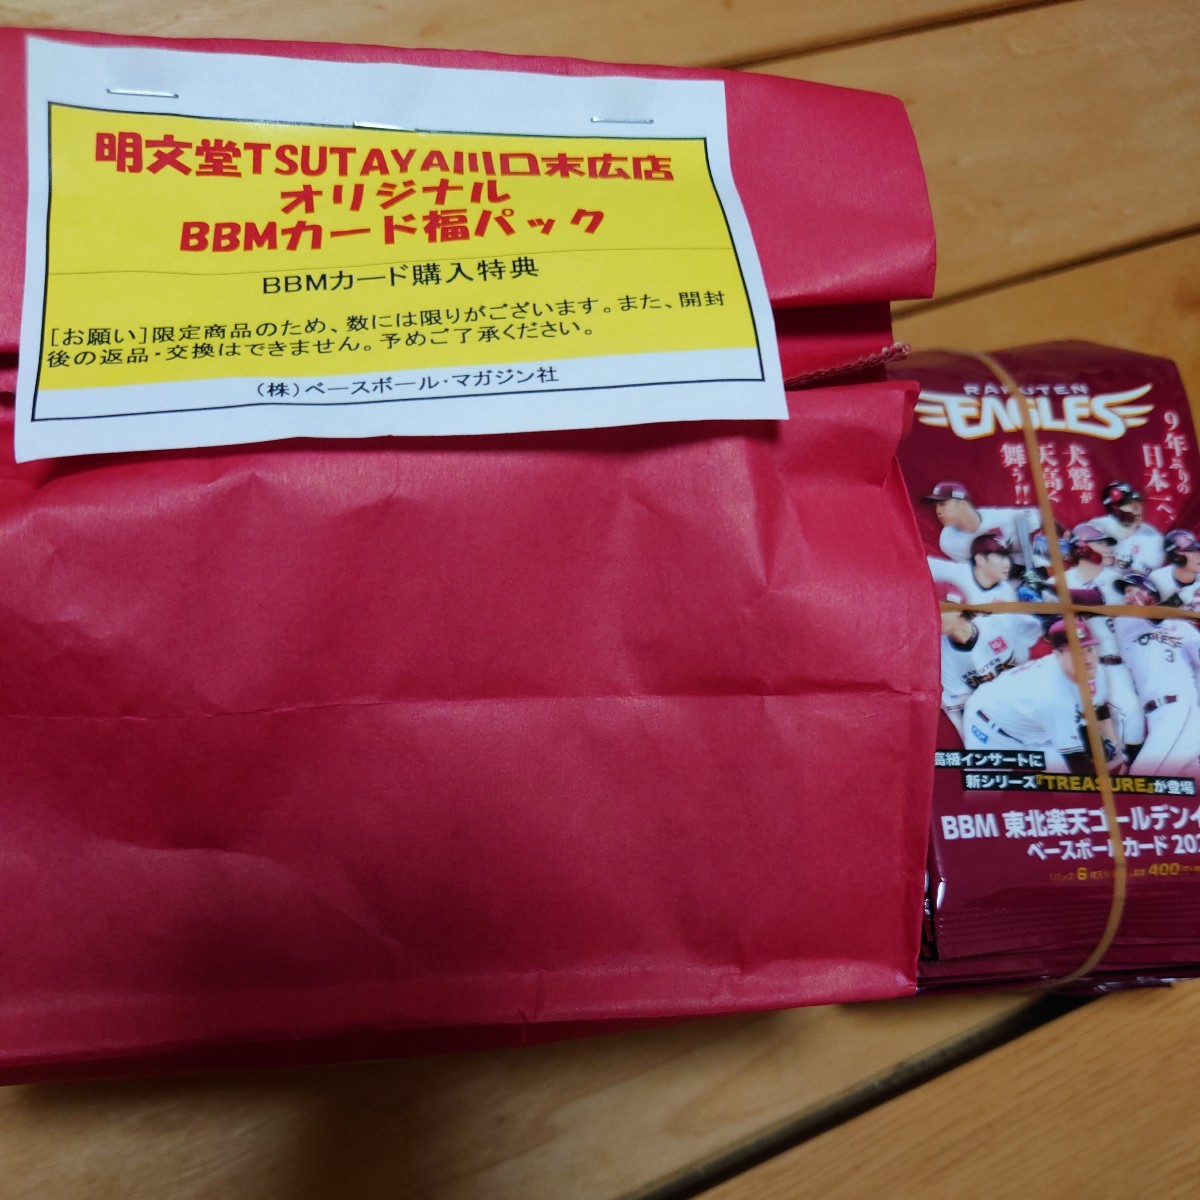 明文堂TSUTAYA川口末広店
オリジナル
BBMカード福パック
BBMカード購入特典
[お願い]限定商品のため、数には限りがございます。また、開封
後の返品・交換はできません。予めご了承ください。
(株)ベースボール・マガジン社
RAKUTEN
EAGLES
9年ぶりの
日本一へ、
犬鷲が
天高く
舞う!!
高級インサートに
新シリーズ『TREASURE』が登場
BBM 東北楽天ゴールデンイ
ベースボールカード 202
1パック 6
400
RAKUTEN
3